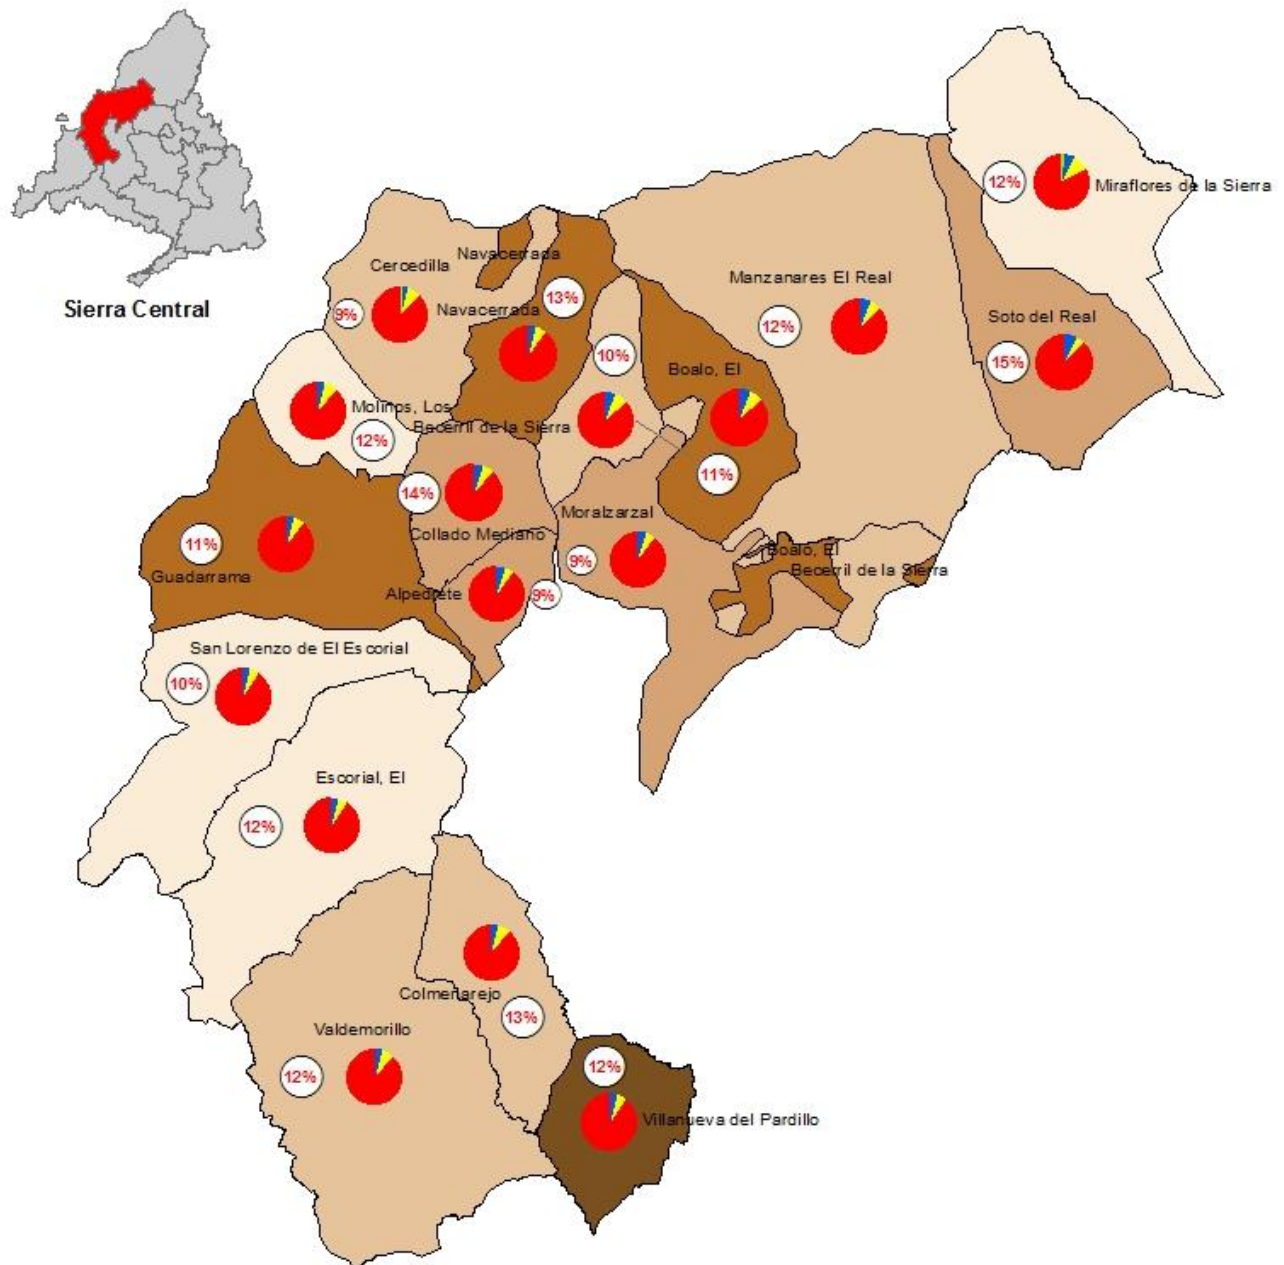 Sierra Central
12%
Miraflores de la Sierra
Navacerrada
Cercedilla
Manzanares El Real
13%
9%
Navacerrada
Soto del Real
12%
10%
15%
Boalo, El
Molinos, Los
Becerril de la Sierra
12%
11%
14%
Moralzarzal
Collado Mediano
11%
Boalo, El
9%
Guadarrama
Becerril de la Sierra
Alpedrete
9%
San Lorenzo de El Escorial
10%
Escorial, El
12%
Colmenarejo
13%
Valdemorillo
12%
12%
Villanueva del Pardillo